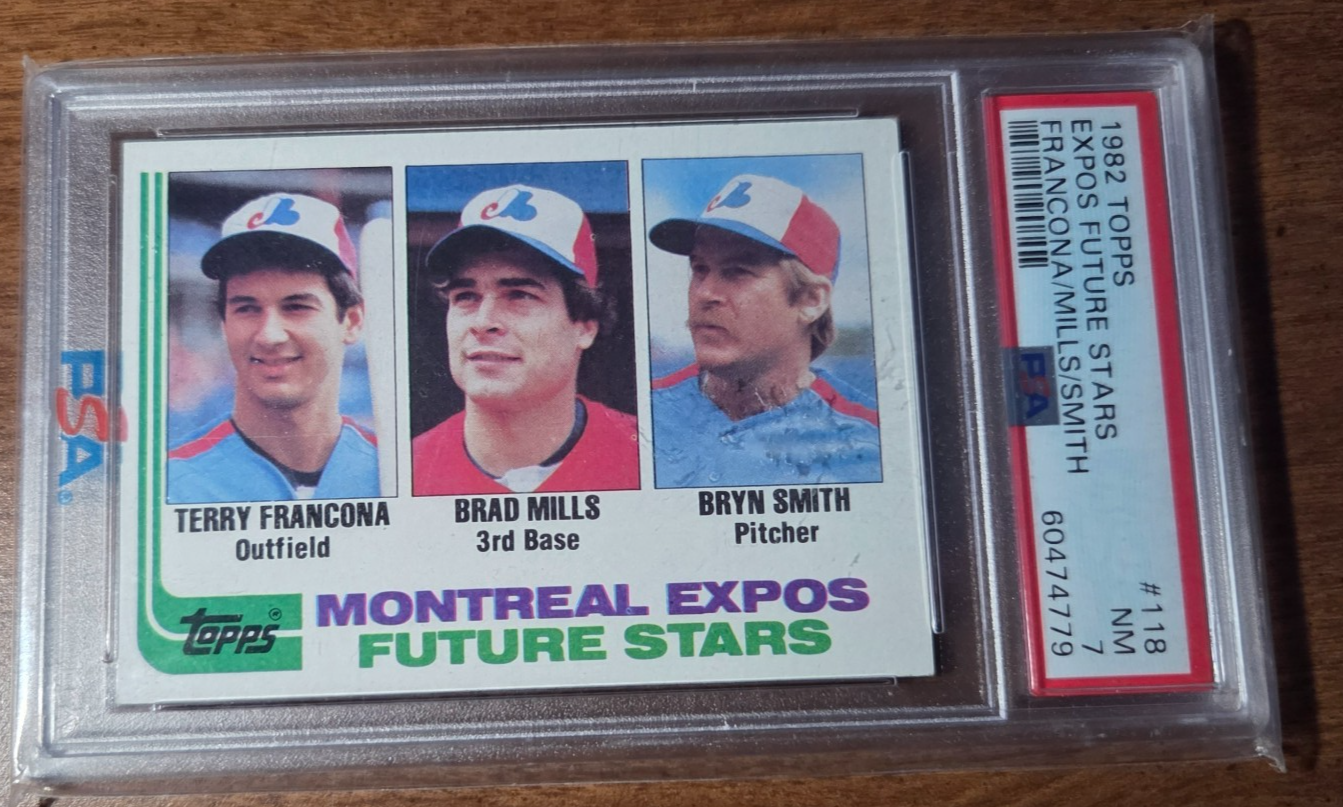 TERRY FRANCONA
Outfield
BRAD MILLS
3rd Base
BRYN SMITH
Pitcher
Topps®
MONTREAL EXPOS
FUTURE STARS
1982 TOPPS #118
EXPOS FUTURE STARS NM
FRANCONA/MILLS/SMITH 7
60474779
PSA
PSA®